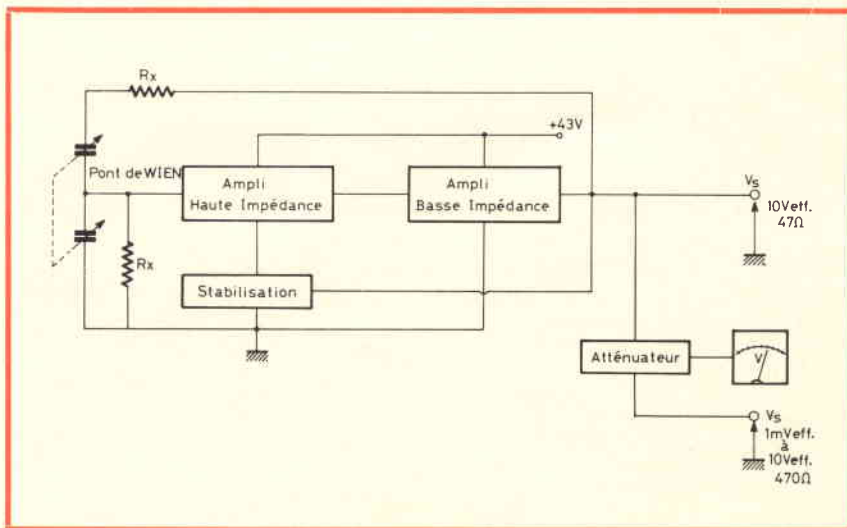 Rx
+43V
Pont de WIEN
Ampli
Haute Impédance
Ampli
Basse Impédance
Vs
10Veff.
47Ω
Rx
Stabilisation
Atténuateur
V
Vs
1mVeff.
à
10Veff.
470Ω